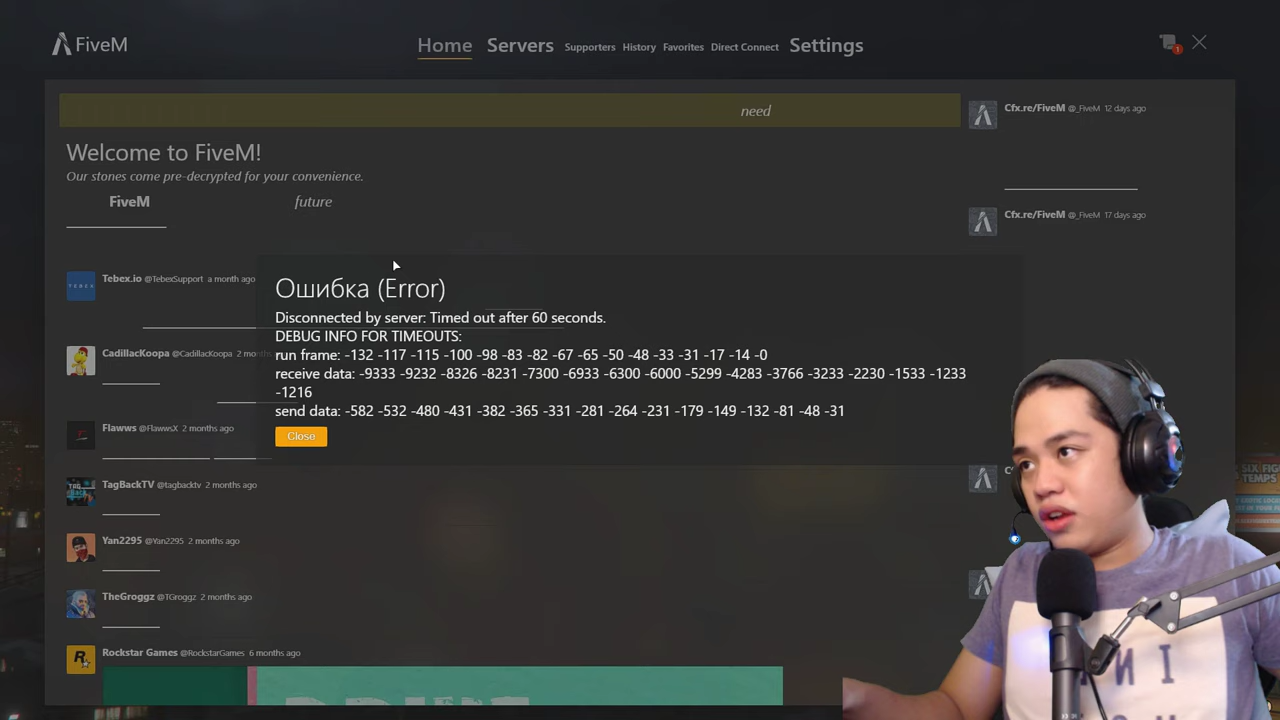 FiveM
Home Servers Supporters History Favorites Direct Connect Settings
1
need
Welcome to FiveM!
Our stones come pre-decrypted for your convenience.
FiveM future
Cfx.re/FiveM @_FiveM 12 days ago
Cfx.re/FiveM @_FiveM 17 days ago
Tebex.io @TebexSupport a month ago
TEBEX
CadillacKoopa @CadillacKoopa 2 mon
Flawws @FlawwsX 2 months ago
TagBackTV @tagbacktv 2 months ago
Yan2295 @Yan2295 2 months ago
TheGroggz @TGroggz 2 months ago
Rockstar Games @RockstarGames 6 months ago
Ошибка (Error)
Disconnected by server: Timed out after 60 seconds.
DEBUG INFO FOR TIMEOUTS:
run frame: -132 -117 -115 -100 -98 -83 -82 -67 -65 -50 -48 -33 -31 -17 -14 -0
receive data: -9333 -9232 -8326 -8231 -7300 -6933 -6300 -6000 -5299 -4283 -3766 -3233 -2230 -1533 -1233
-1216
send data: -582 -532 -480 -431 -382 -365 -331 -281 -264 -231 -179 -149 -132 -81 -48 -31
Close
SIX FIG
TEMPS